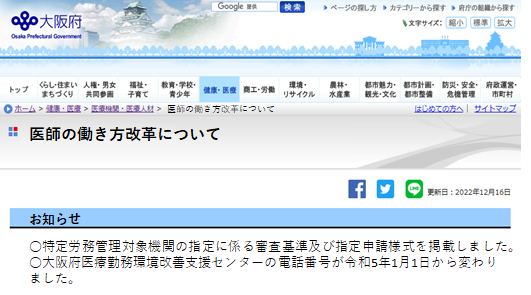 大阪府
Osaka Prefectural Government
Google 提供
検索
ページの探し方
カテゴリーから探す
府庁の組織から探す
文字サイズ： 縮小 標準 拡大
トップ
くらし・住まい
まちづくり
人権・男女
共同参画
福祉・
子育て
教育・学校・
青少年
健康・医療
商工・労働
環境・
リサイクル
農林・
水産業
都市魅力・
観光・文化
都市計画・
都市整備
防災・安全・
危機管理
府政運営・
市町村
ホーム > 健康・医療 > 医療機関・医療人材 > 医師の働き方改革について
はじめての方へ | サイトマップ
医師の働き方改革について
LINE
更新日：2022年12月16日
お知らせ
○特定労務管理対象機関の指定に係る審査基準及び指定申請様式を掲載しました。
○大阪府医療勤務環境改善支援センターの電話番号が令和5年1月1日から変わり
ました。